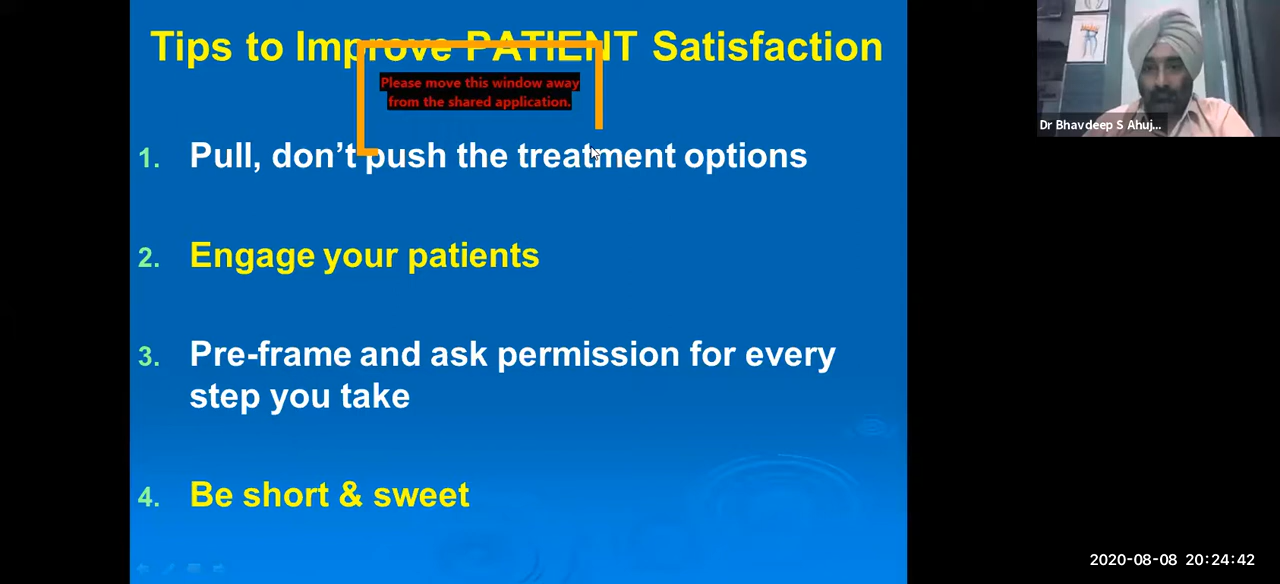 Tips to Improve PATIENT Satisfaction
Please move this window away
from the shared application.
1. Pull, don't push the treatment options
2. Engage your patients
3. Pre-frame and ask permission for every
step you take
4. Be short & sweet
Dr Bhavdeep S Ahuj...
2020-08-08 20:24:42